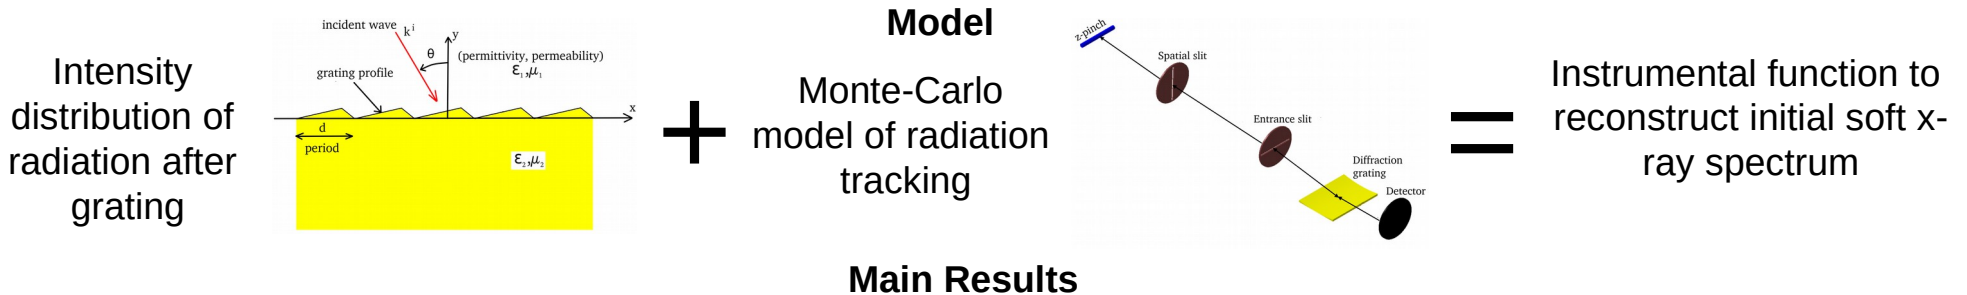 Model
Intensity
distribution of
radiation after
grating
incident wave
kⁱ
y
θ
(permittivity, permeability)
ε₁,μ₁
grating profile
x
d
period
ε₂,μ₂
+
Monte-Carlo
model of radiation
tracking
z-pinch
Spatial slit
Entrance slit
Diffraction
grating
Detector
=
Instrumental function to
reconstruct initial soft x-
ray spectrum
Main Results